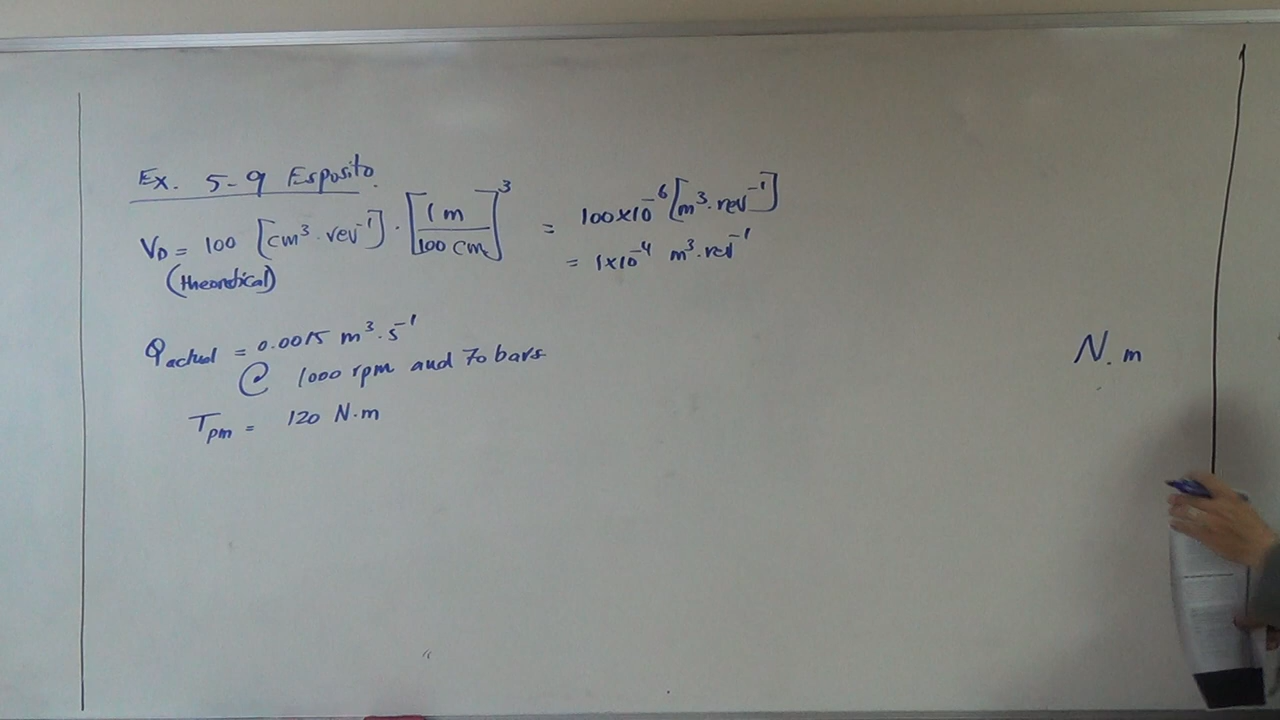 Ex. 5-9 Esposito.
V_D = 100 [cm³·rev⁻¹]·[1m/100 cm]³ = 100×10⁻⁶ [m³·rev⁻¹]
(theoretical) = 1×10⁻⁴ m³·rev⁻¹
Q_actual = 0.0015 m³·s⁻¹
@ 1000 rpm and 70 bars
T_pm = 120 N·m
N.m